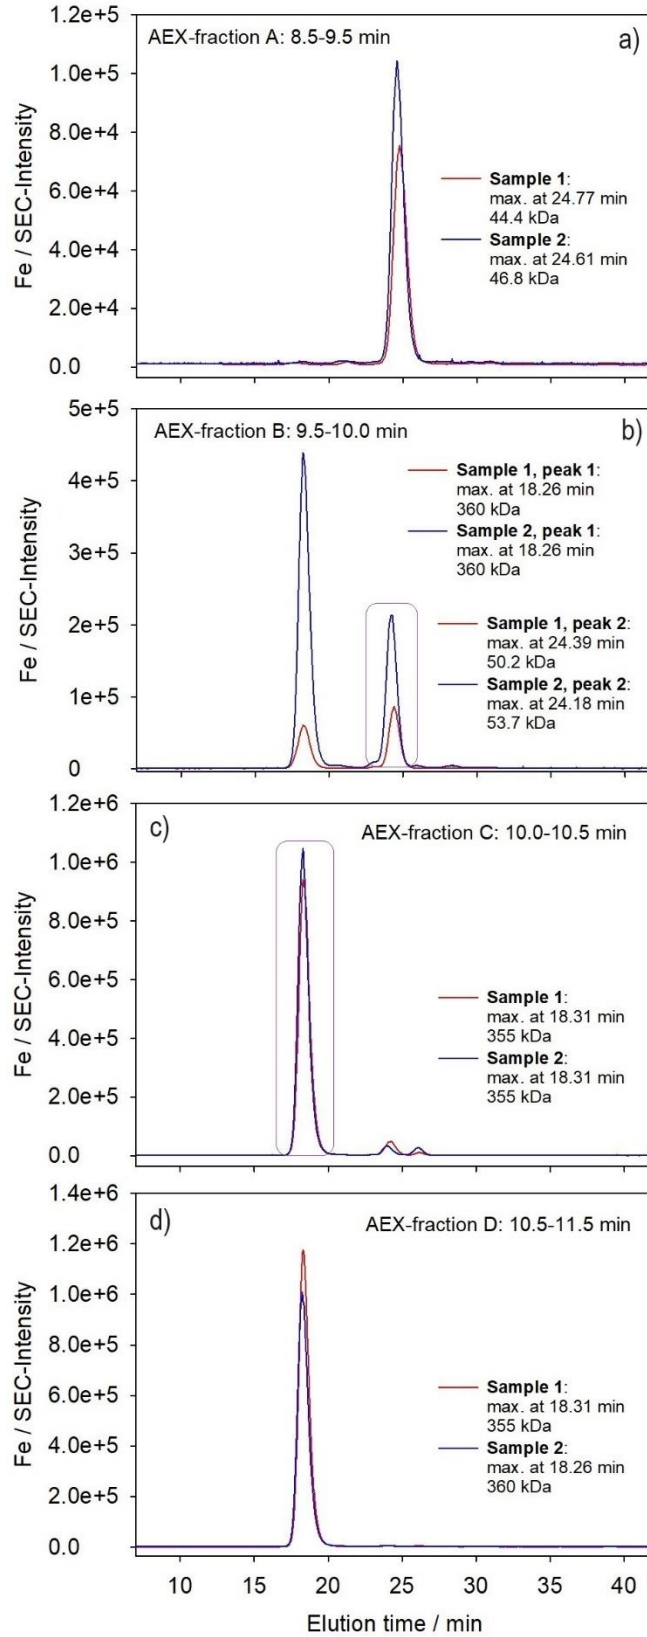 AEX-fraction A: 8.5-9.5 min
a)
1.2e+5
1.0e+5
8.0e+4
6.0e+4
4.0e+4
2.0e+4
0.0
Fe / SEC-Intensity
Sample 1:
max. at 24.77 min
44.4 kDa
Sample 2:
max. at 24.61 min
46.8 kDa
AEX-fraction B: 9.5-10.0 min
b)
5e+5
4e+5
3e+5
2e+5
1e+5
0
Fe / SEC-Intensity
Sample 1, peak 1:
max. at 18.26 min
360 kDa
Sample 2, peak 1:
max. at 18.26 min
360 kDa
Sample 1, peak 2:
max. at 24.39 min
50.2 kDa
Sample 2, peak 2:
max. at 24.18 min
53.7 kDa
c)
AEX-fraction C: 10.0-10.5 min
1.2e+6
1.0e+6
8.0e+5
6.0e+5
4.0e+5
2.0e+5
0.0
Fe / SEC-Intensity
Sample 1:
max. at 18.31 min
355 kDa
Sample 2:
max. at 18.31 min
355 kDa
d)
AEX-fraction D: 10.5-11.5 min
1.4e+6
1.2e+6
1.0e+6
8.0e+5
6.0e+5
4.0e+5
2.0e+5
0.0
Fe / SEC-Intensity
Sample 1:
max. at 18.31 min
355 kDa
Sample 2:
max. at 18.26 min
360 kDa
10 15 20 25 30 35 40
Elution time / min